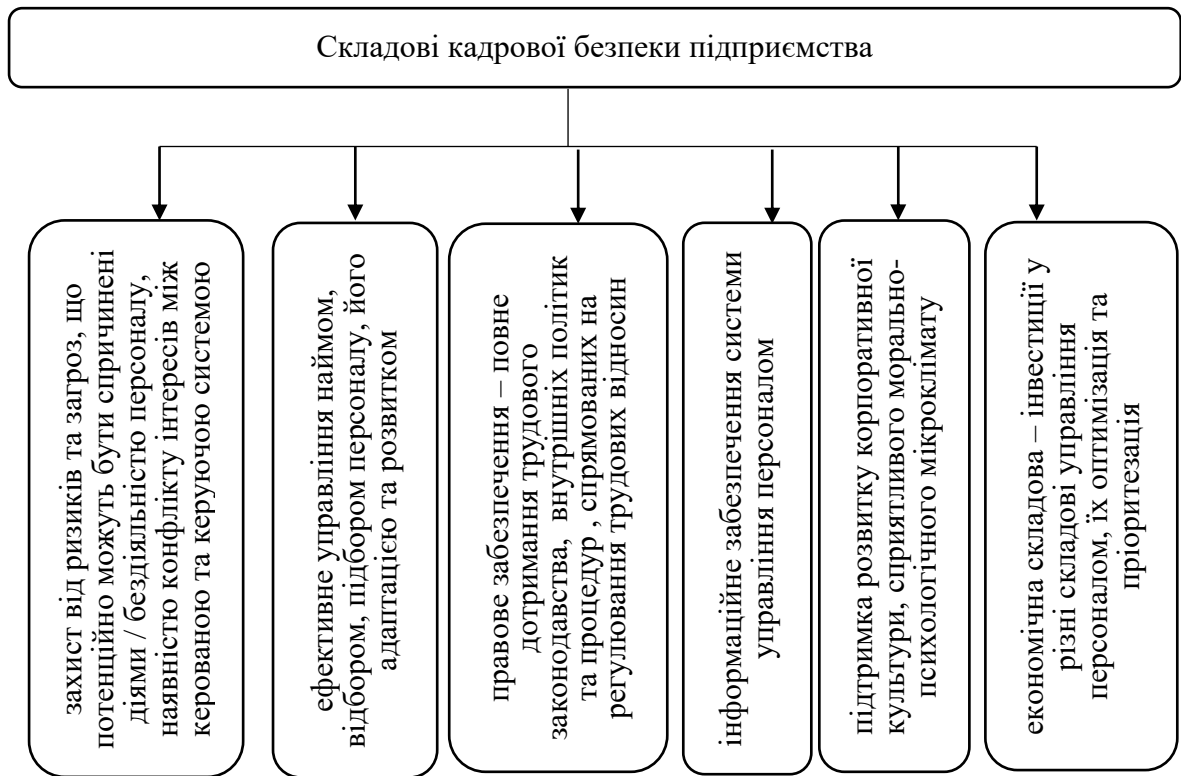 Складові кадрової безпеки підприємства
захист від ризиків та загроз, що
потенційно можуть бути спричинені
діями / бездіяльністю персоналу,
наявністю конфлікту інтересів між
керованою та керуючою системою
ефективне управління наймом,
відбором, підбором персоналу, його
адаптацією та розвитком
правове забезпечення – повне
дотримання трудового
законодавства, внутрішніх політик
та процедур , спрямованих на
регулювання трудових відносин
інформаційне забезпечення системи
управління персоналом
підтримка розвитку корпоративної
культури, сприятливого морально-
психологічного мікроклімату
економічна складова – інвестиції у
різні складові управління
персоналом, їх оптимізація та
пріоритезація